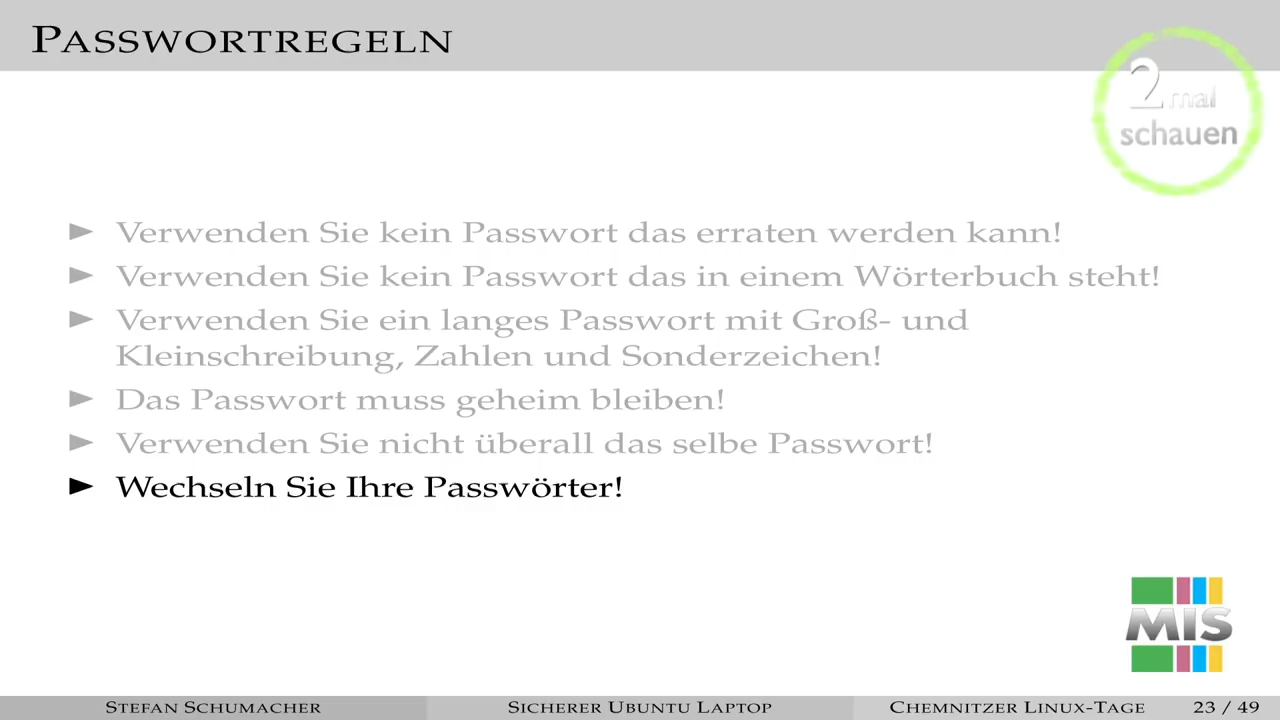 PASSWORTREGELN
2 mal
schauen
► Verwenden Sie kein Passwort das erraten werden kann!
► Verwenden Sie kein Passwort das in einem Wörterbuch steht!
► Verwenden Sie ein langes Passwort mit Groß- und
Kleinschreibung, Zahlen und Sonderzeichen!
► Das Passwort muss geheim bleiben!
► Verwenden Sie nicht überall das selbe Passwort!
► Wechseln Sie Ihre Passwörter!
MIS
STEFAN SCHUMACHER SICHERER UBUNTU LAPTOP CHEMNITZER LINUX-TAGE 23 / 49